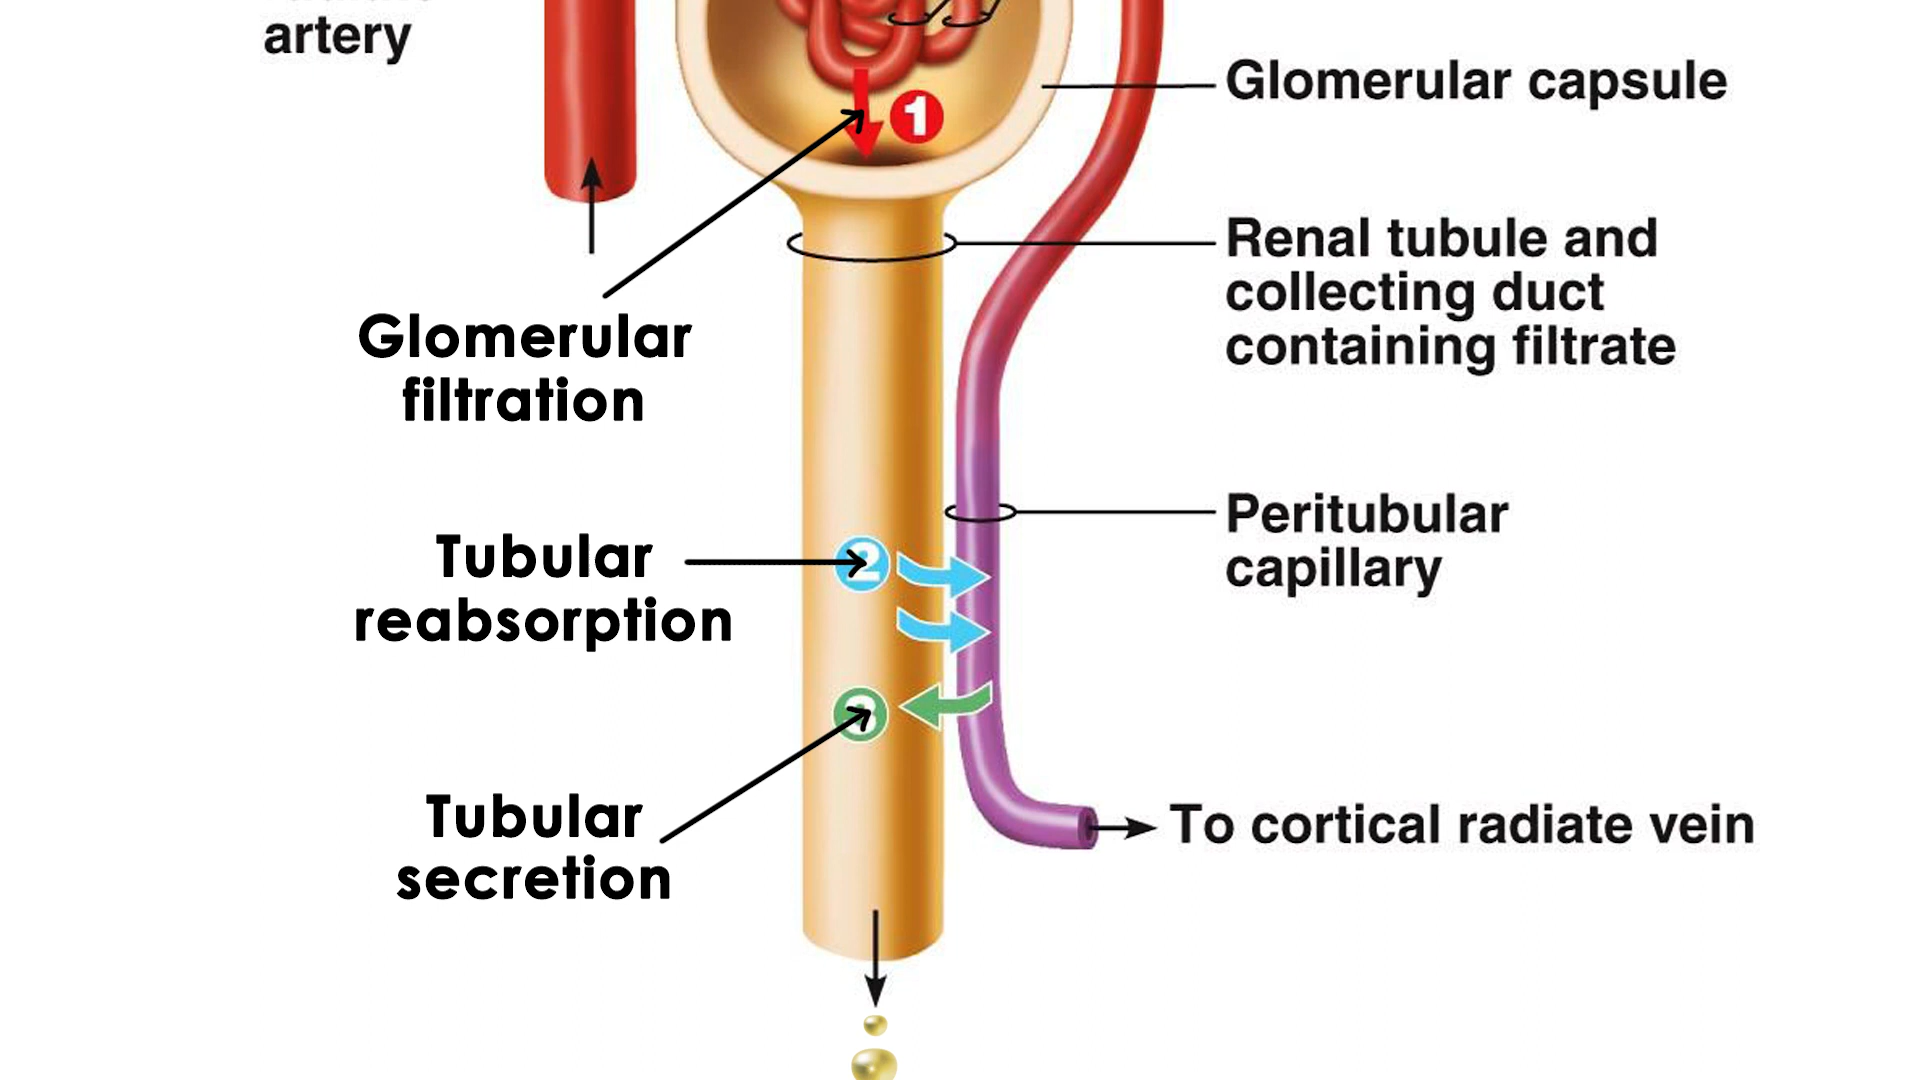 artery
1
Glomerular capsule
Renal tubule and
collecting duct
containing filtrate
Glomerular
filtration
Peritubular
capillary
Tubular
reabsorption
2
3
Tubular
secretion
To cortical radiate vein